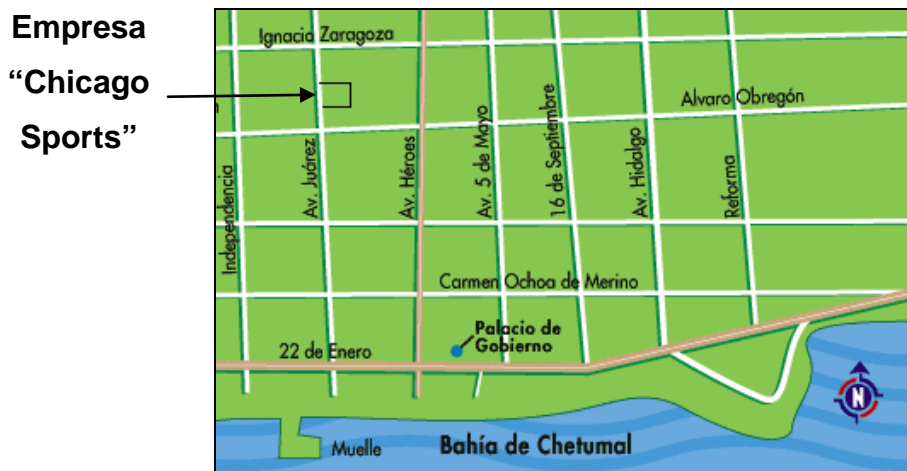 Empresa
“Chicago
Sports”
Ignacio Zaragoza
Alvaro Obregón
Independencia
Av. Juárez
Av. Héroes
Av. 5 de Mayo
16 de Septiembre
Av. Hidalgo
Reforma
Carmen Ochoa de Merino
Palacio de
Gobierno
22 de Enero
N
Muelle
Bahía de Chetumal